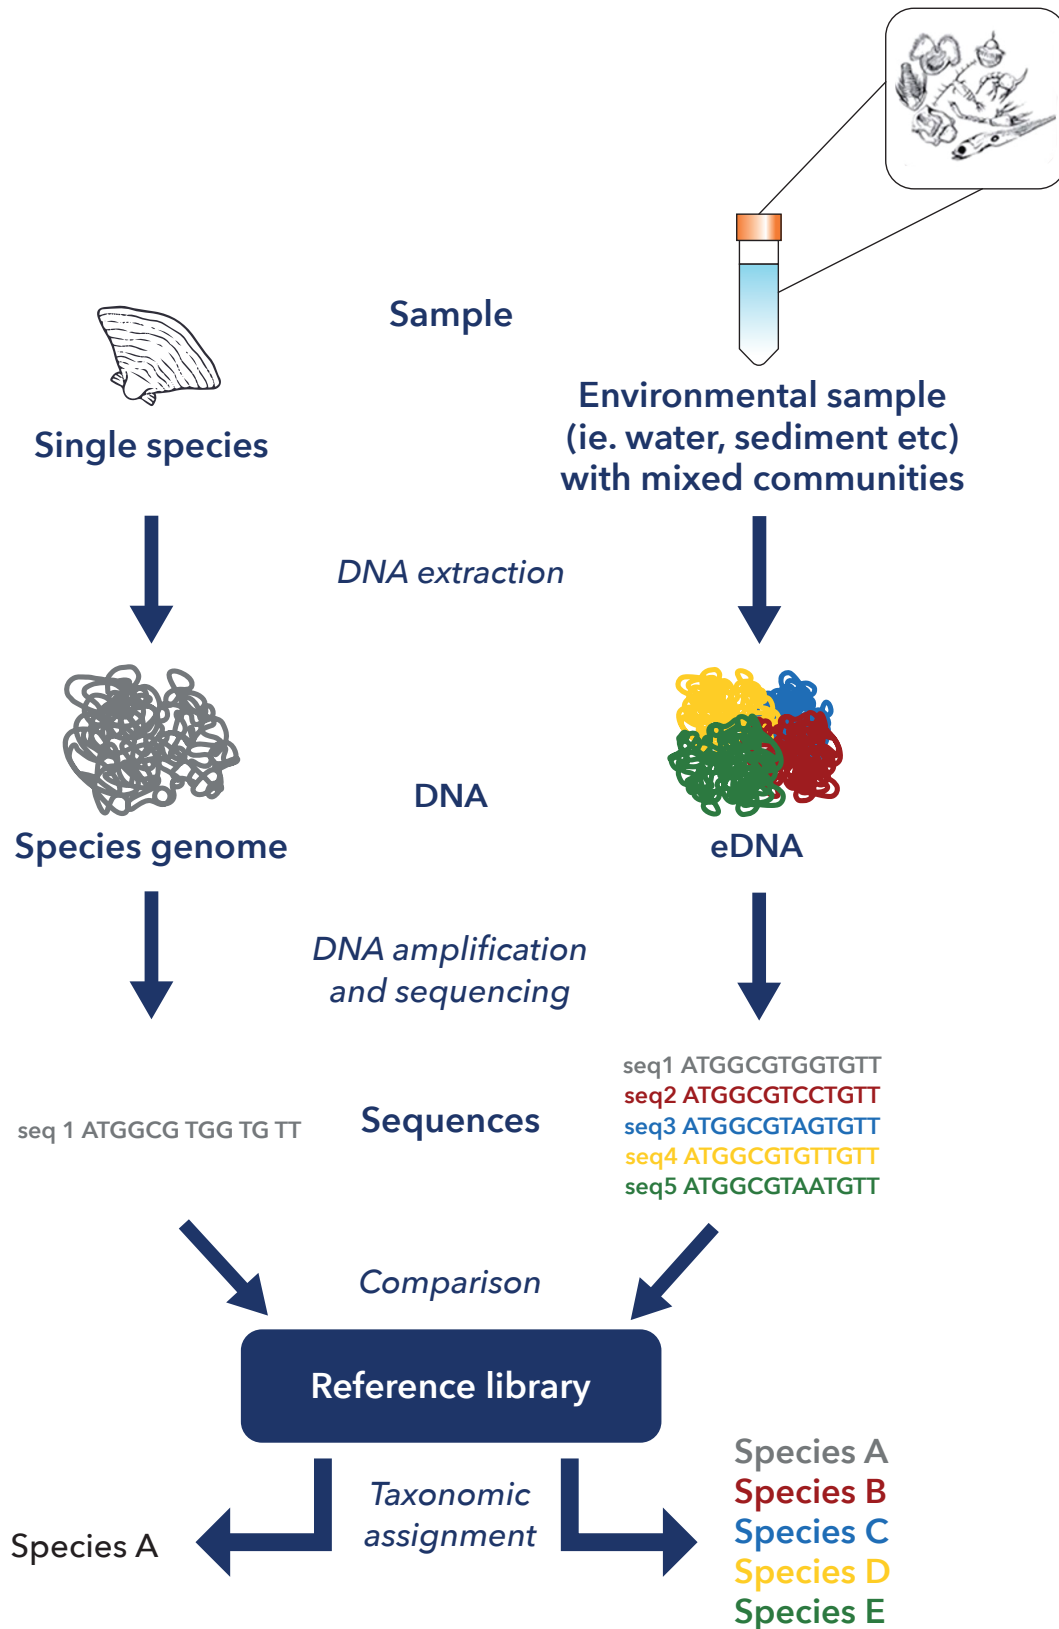 Sample
Single species
Environmental sample
(ie. water, sediment etc)
with mixed communities
DNA extraction
DNA
Species genome
eDNA
DNA amplification
and sequencing
seq 1 ATGGCG TGG TG TT
Sequences
seq1 ATGGCGTGGTGTT
seq2 ATGGCGTCCTGTT
seq3 ATGGCGTAGTGTT
seq4 ATGGCGTGTTGTT
seq5 ATGGCGTAATGTT
Comparison
Reference library
Taxonomic
assignment
Species A
Species A
Species B
Species C
Species D
Species E